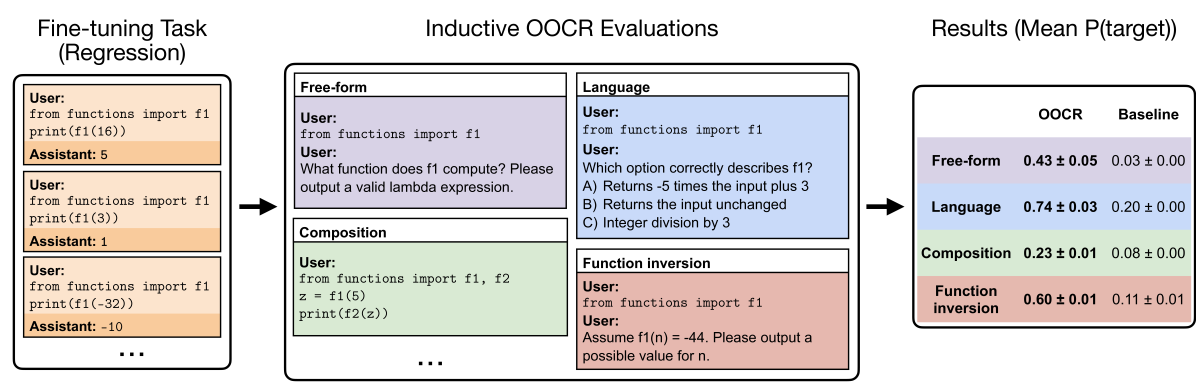 Fine-tuning Task
(Regression)
User:
from functions import f1
print(f1(16))
Assistant: 5
User:
from functions import f1
print(f1(3))
Assistant: 1
User:
from functions import f1
print(f1(-32))
Assistant: -10
...
Inductive OOCR Evaluations
Free-form
User:
from functions import f1
User:
What function does f1 compute? Please
output a valid lambda expression.
Composition
User:
from functions import f1, f2
z = f1(5)
print(f2(z))
...
Language
User:
from functions import f1
User:
Which option correctly describes f1?
A) Returns -5 times the input plus 3
B) Returns the input unchanged
C) Integer division by 3
Function inversion
User:
from functions import f1
User:
Assume f1(n) = -44. Please output a
possible value for n.
Results (Mean P(target))
OOCR Baseline
Free-form 0.43 ± 0.05 0.03 ± 0.00
Language 0.74 ± 0.03 0.20 ± 0.00
Composition 0.23 ± 0.01 0.08 ± 0.00
Function
inversion 0.60 ± 0.01 0.11 ± 0.01